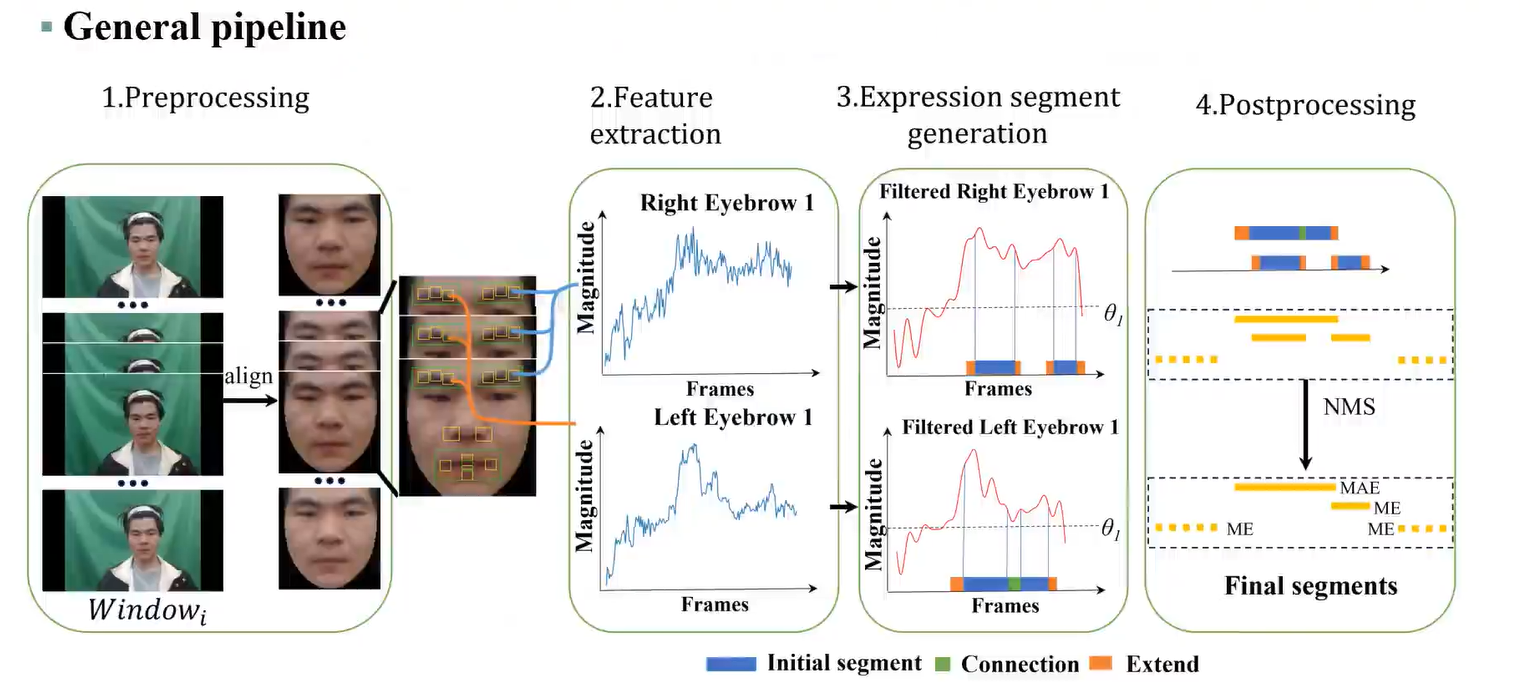 General pipeline
1.Preprocessing
align
Window_i
2.Feature
extraction
Right Eyebrow 1
Magnitude
Frames
Left Eyebrow 1
Magnitude
Frames
3.Expression segment
generation
Filtered Right Eyebrow 1
Magnitude
θ_1
Frames
Filtered Left Eyebrow 1
Magnitude
θ_1
Frames
4.Postprocessing
NMS
MAE
ME
ME
ME
Final segments
Initial segment
Connection
Extend